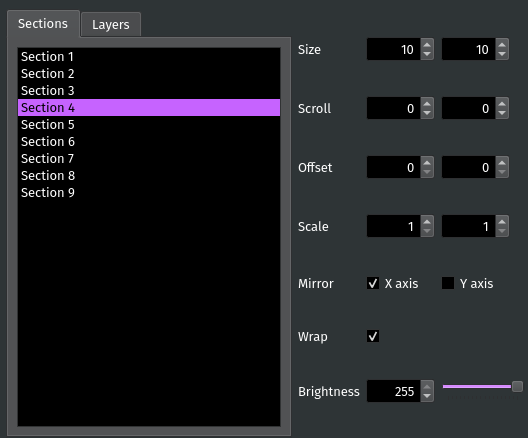 Sections Layers
Section 1
Section 2
Section 3
Section 4
Section 5
Section 6
Section 7
Section 8
Section 9
Size 10 10
Scroll 0 0
Offset 0 0
Scale 1 1
Mirror X axis Y axis
Wrap
Brightness 255